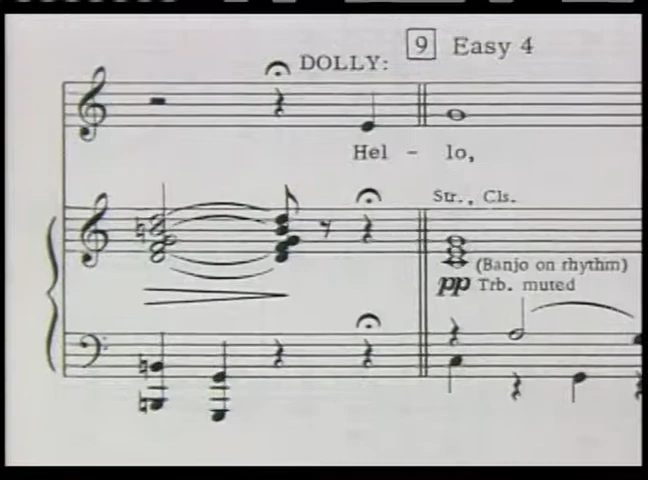 9 Easy 4
DOLLY:
Hel – lo,
Str., Cls.
(Banjo on rhythm)
pp Trb. muted